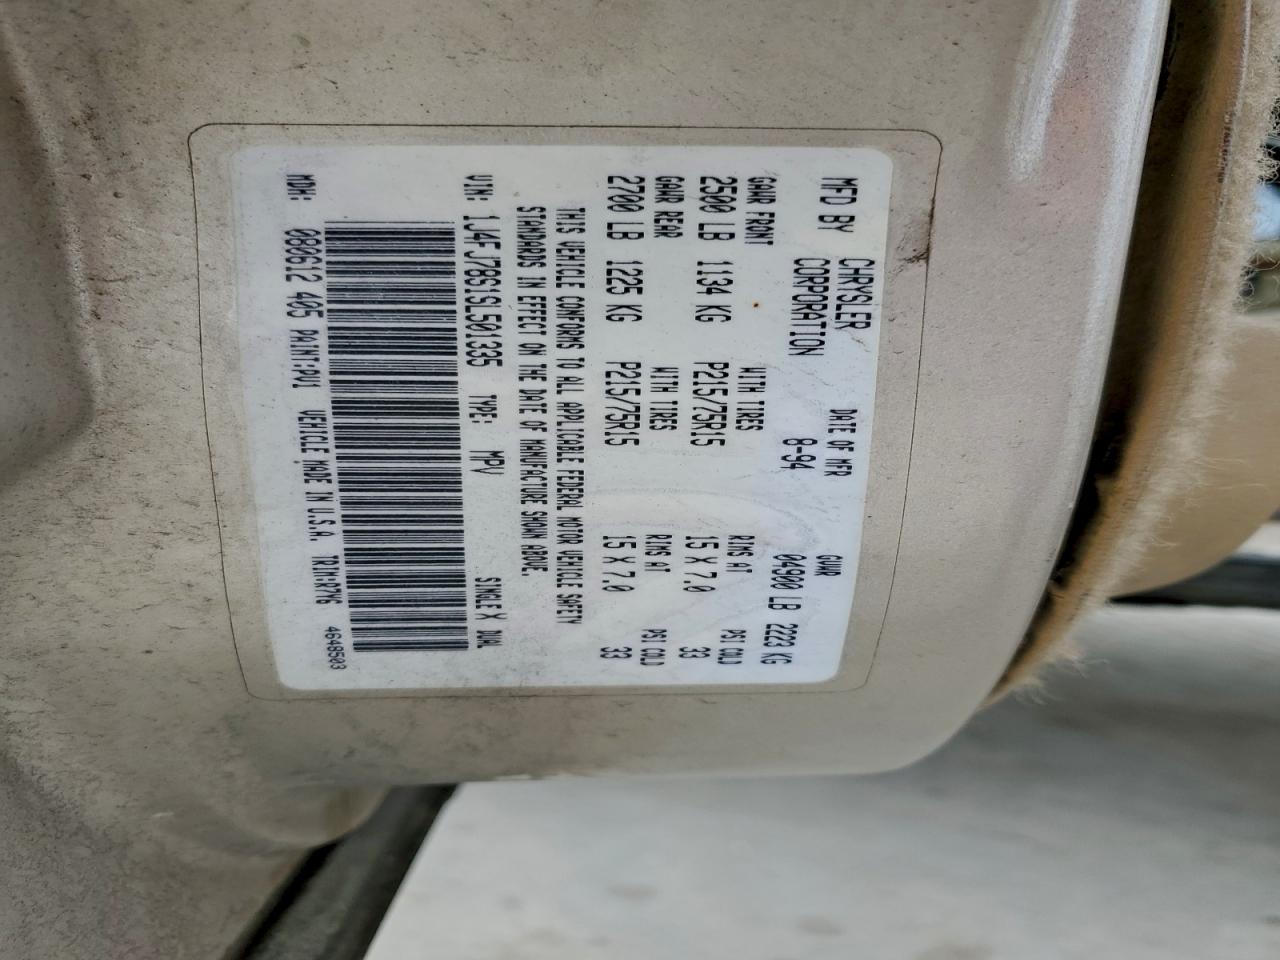 MFD BY CHRYSLER CORPORATION DATE OF MFR 8-94 GVWR 04900 LB 2223 KG
GAWR FRONT WITH TIRES RIMS AT PSI COLD
2500 LB 1134 KG P215/75R15 15 X 7.0 33
GAWR REAR WITH TIRES RIMS AT PSI COLD
2700 LB 1225 KG P215/75R15 15 X 7.0 33
THIS VEHICLE CONFORMS TO ALL APPLICABLE FEDERAL MOTOR VEHICLE SAFETY
STANDARDS IN EFFECT ON THE DATE OF MANUFACTURE SHOWN ABOVE.
VIN: 1J4FJ78S1SL501335 TYPE: MPV SINGLE X DUAL
MDH: 080612 405 PAINT:PV1 VEHICLE MADE IN U.S.A. TRIM: 4648503